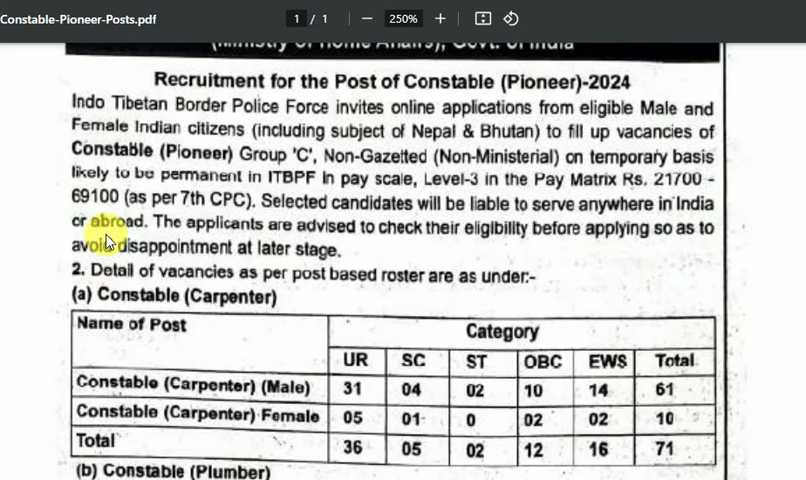 Constable-Pioneer-Posts.pdf
1 / 1
250%
(Ministry of Home Affairs), Govt. of India
Recruitment for the Post of Constable (Pioneer)-2024
Indo Tibetan Border Police Force invites online applications from eligible Male and
Female Indian citizens (including subject of Nepal & Bhutan) to fill up vacancies of
Constable (Pioneer) Group 'C', Non-Gazetted (Non-Ministerial) on temporary basis
likely to be permanent in ITBPF in pay scale, Level-3 in the Pay Matrix Rs. 21700 -
69100 (as per 7th CPC). Selected candidates will be liable to serve anywhere in India
or abroad. The applicants are advised to check their eligibility before applying so as to
avoid disappointment at later stage.
2. Detail of vacancies as per post based roster are as under:-
(a) Constable (Carpenter)
Name of Post Category
UR SC ST OBC EWS Total
Constable (Carpenter) (Male) 31 04 02 10 14 61
Constable (Carpenter) Female 05 01 0 02 02 10
Total 36 05 02 12 16 71
(b) Constable (Plumber)